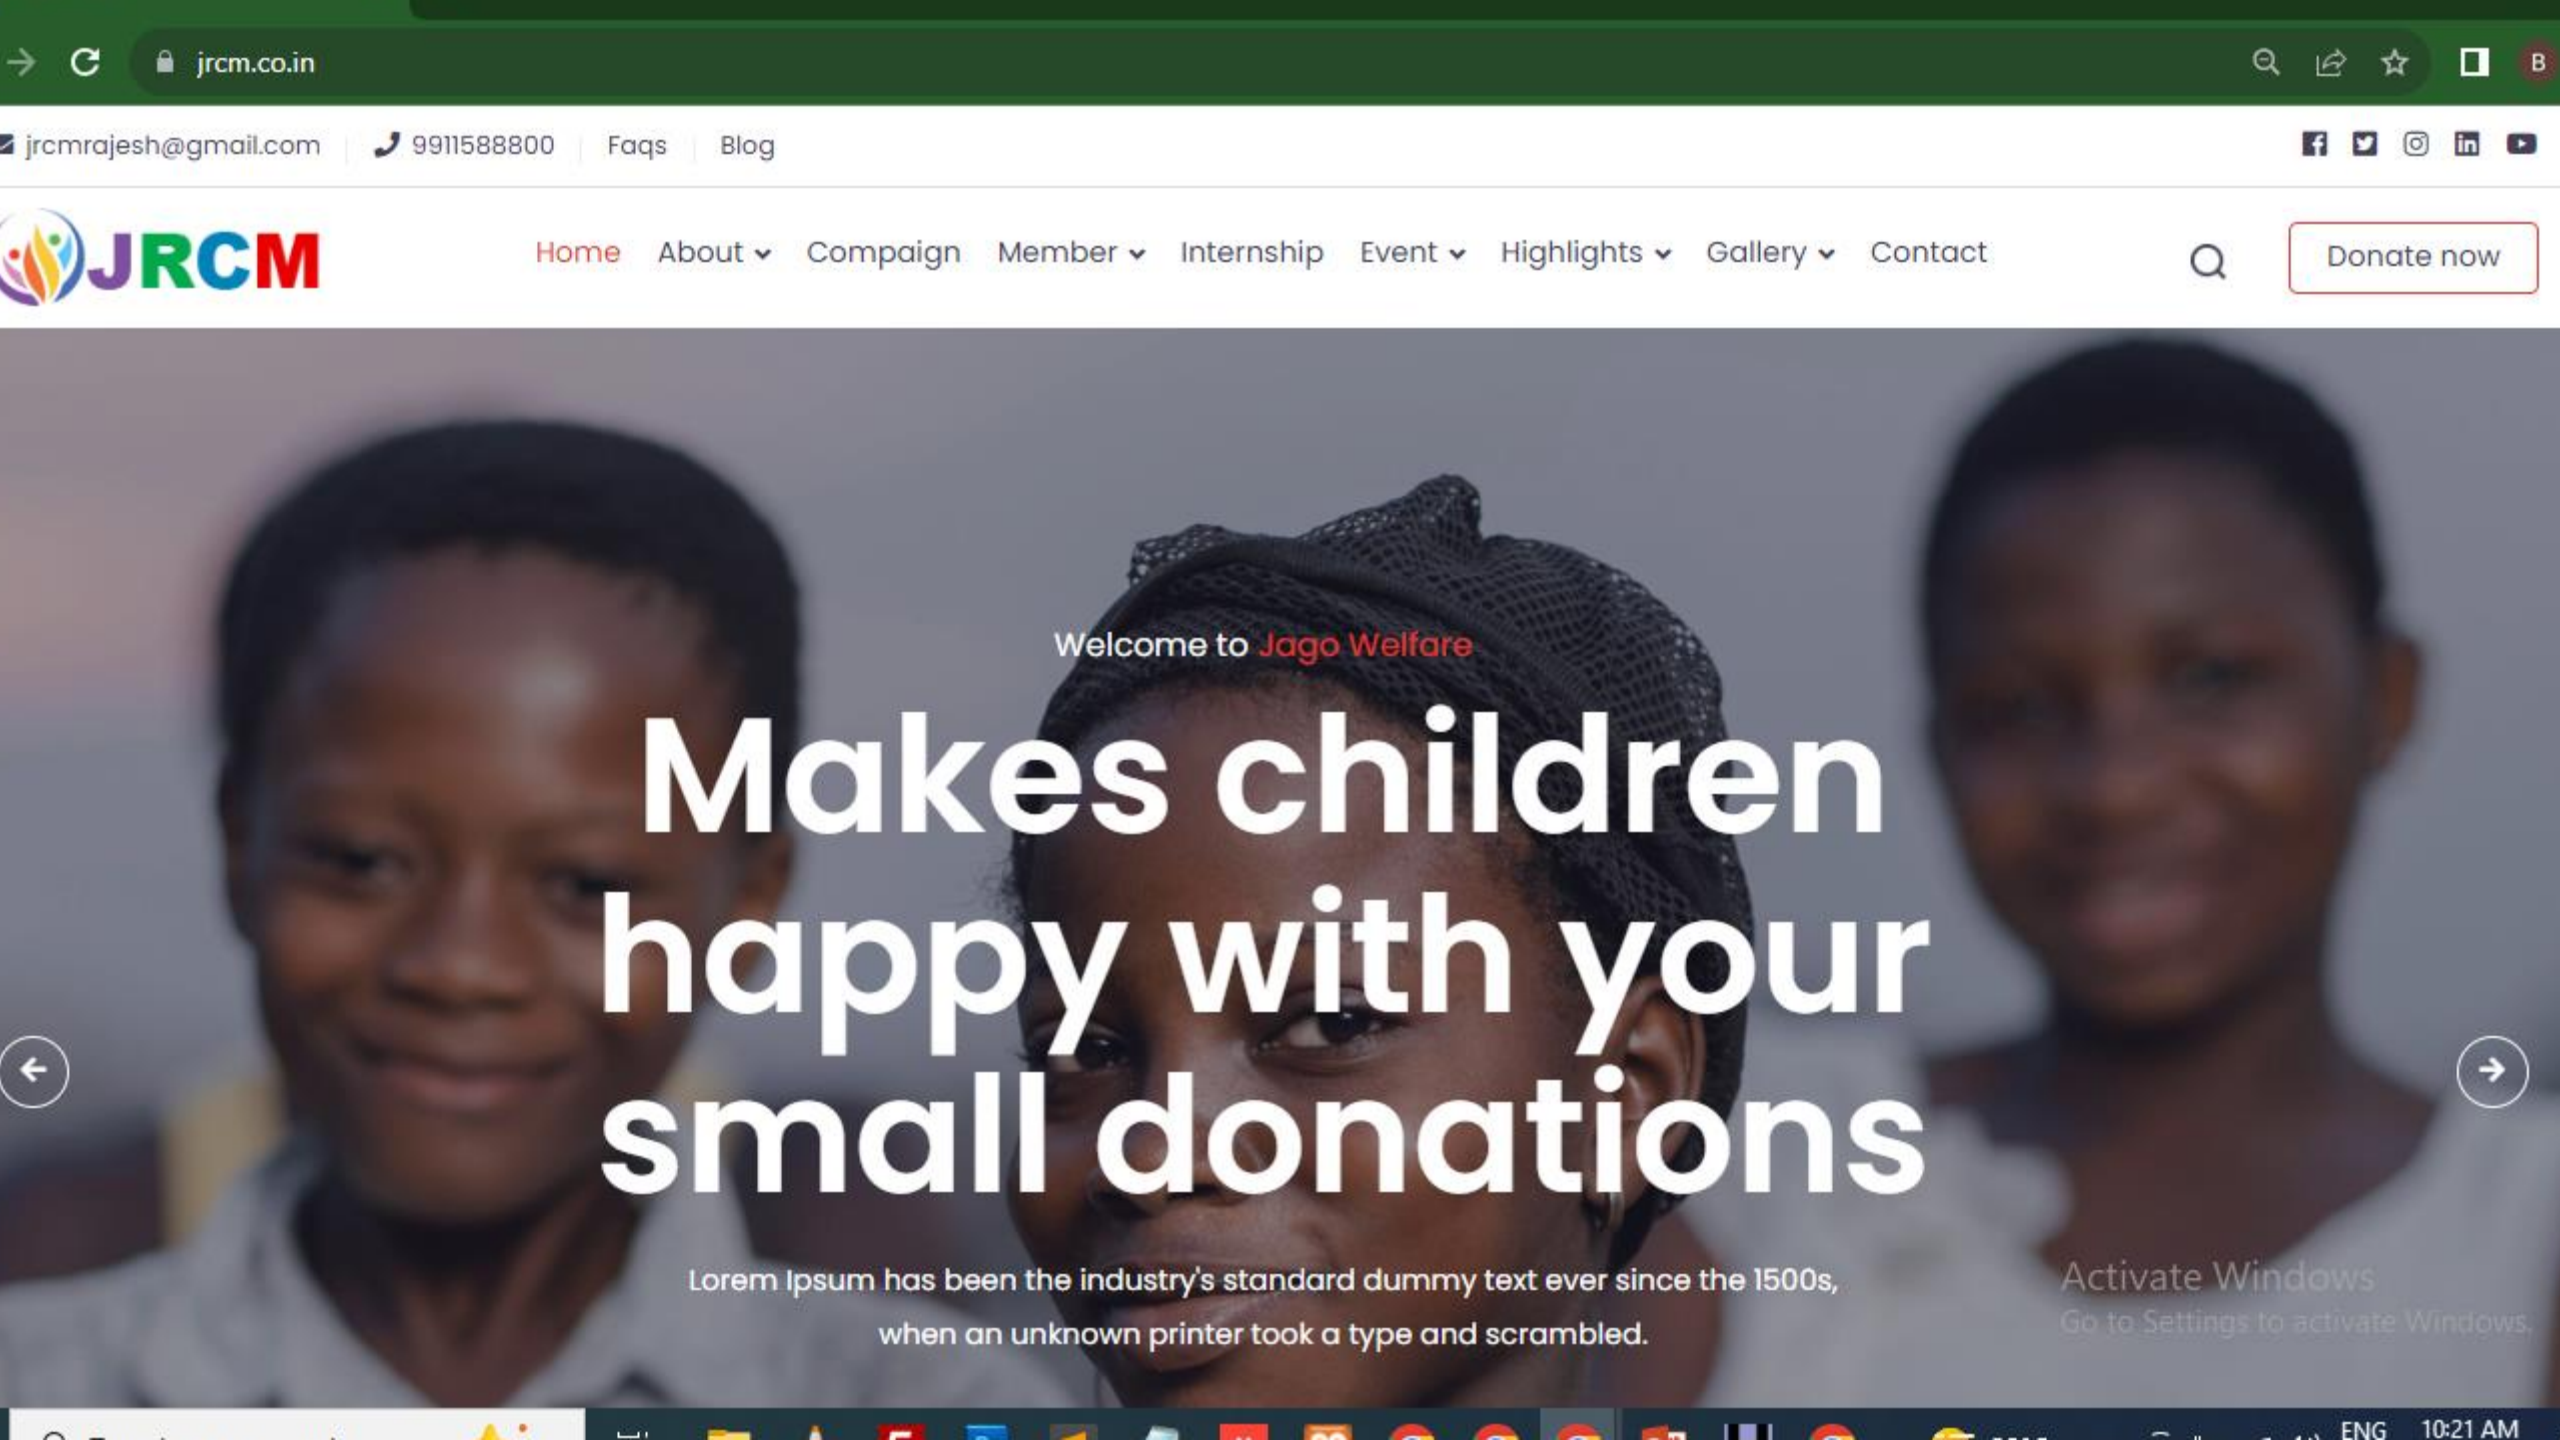 jrcm.co.in
B
jrcmrajesh@gmail.com 9911588800 Faqs Blog
JRCM
Home About Compaign Member Internship Event Highlights Gallery Contact Donate now
Welcome to Jago Welfare
Makes children
happy with your
small donations
Lorem Ipsum has been the industry's standard dummy text ever since the 1500s,
when an unknown printer took a type and scrambled.
Activate Windows
Go to Settings to activate Windows.
ENG 10:21 AM